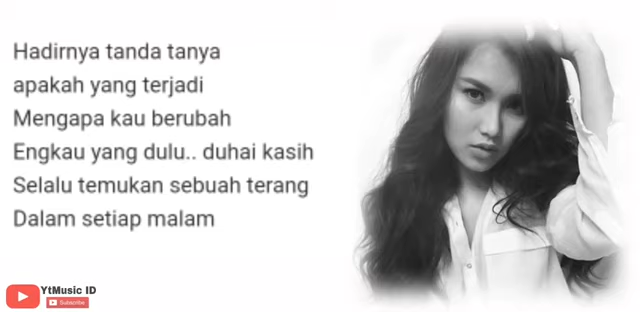 Hadirnya tanda tanya
apakah yang terjadi
Mengapa kau berubah
Engkau yang dulu.. duhai kasih
Selalu temukan sebuah terang
Dalam setiap malam
YtMusic ID
Subscribe